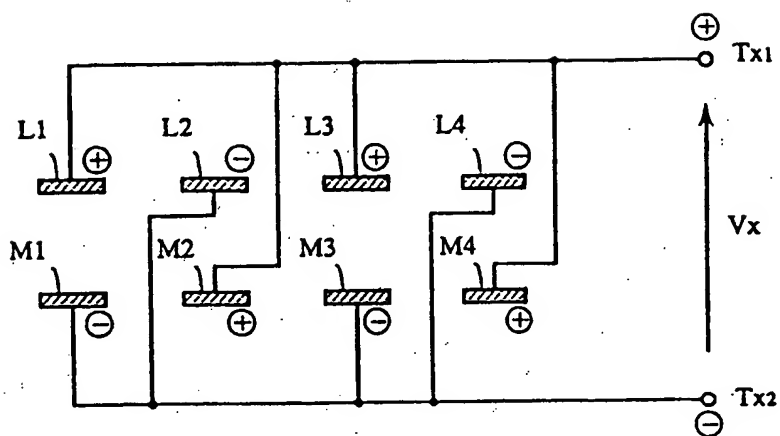 ⊕
Tx1
L1 ⊕ L2 ⊖ L3 ⊕ L4 ⊖
Vx
M1 M2 M3 M4
⊖ ⊕ ⊖ ⊕
Tx2
⊖